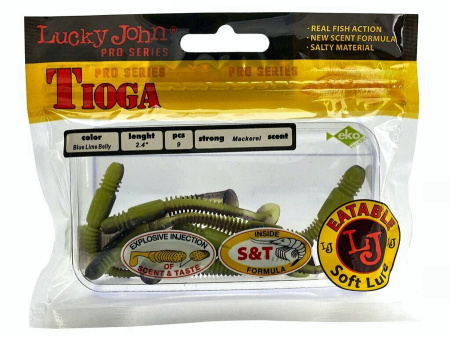 Lucky John
PRO SERIES
- REAL FISH ACTION
- NEW SCENT FORMULA
- SALTY MATERIAL
PRO SERIES PRO SERIES
TIOGA
color lenght pcs strong Mackerel scent
Blue Lime Belly 2.4" 9
eko
EXPLOSIVE INJECTION
OF
SCENT & TASTE
INSIDE
S&T
FORMULA
EATABLE
LJ LJ LJ
Soft Lure